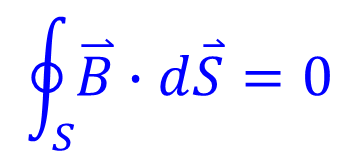 ∮_S B⃗ · dS⃗ = 0